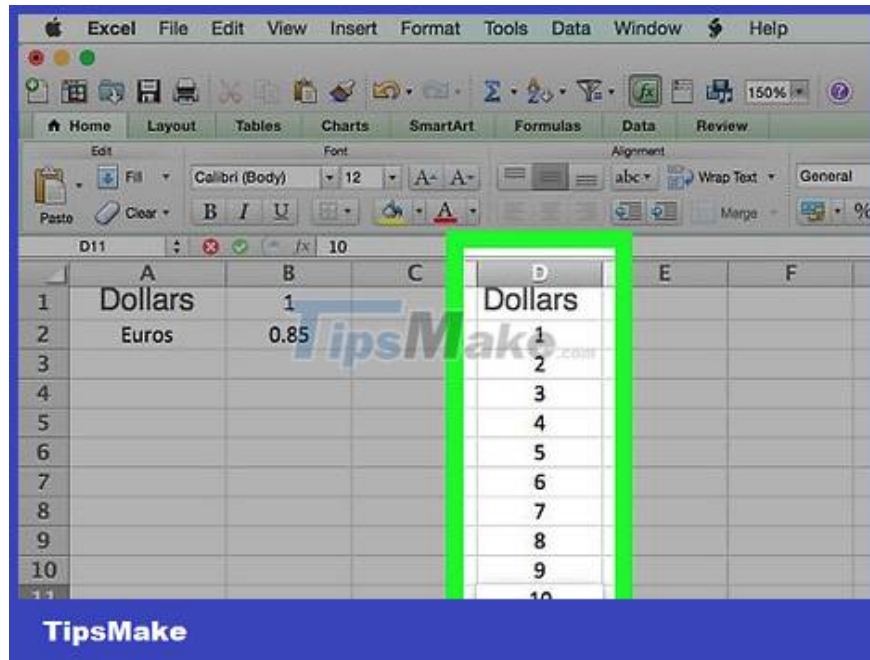 Excel File Edit View Insert Format Tools Data Window Help
150%
Home Layout Tables Charts SmartArt Formulas Data Review
Edit Font Alignment
Fill Calibri (Body) 12 A A abc Wrap Text General
Paste Clear B I U A Merge %
D11 fx 10
A B C D E F
1 Dollars 1 Dollars
2 Euros 0.85 1
3 2
4 3
5 4
6 5
7 6
8 7
9 8
10 9
11 10
TipsMake.com
TipsMake